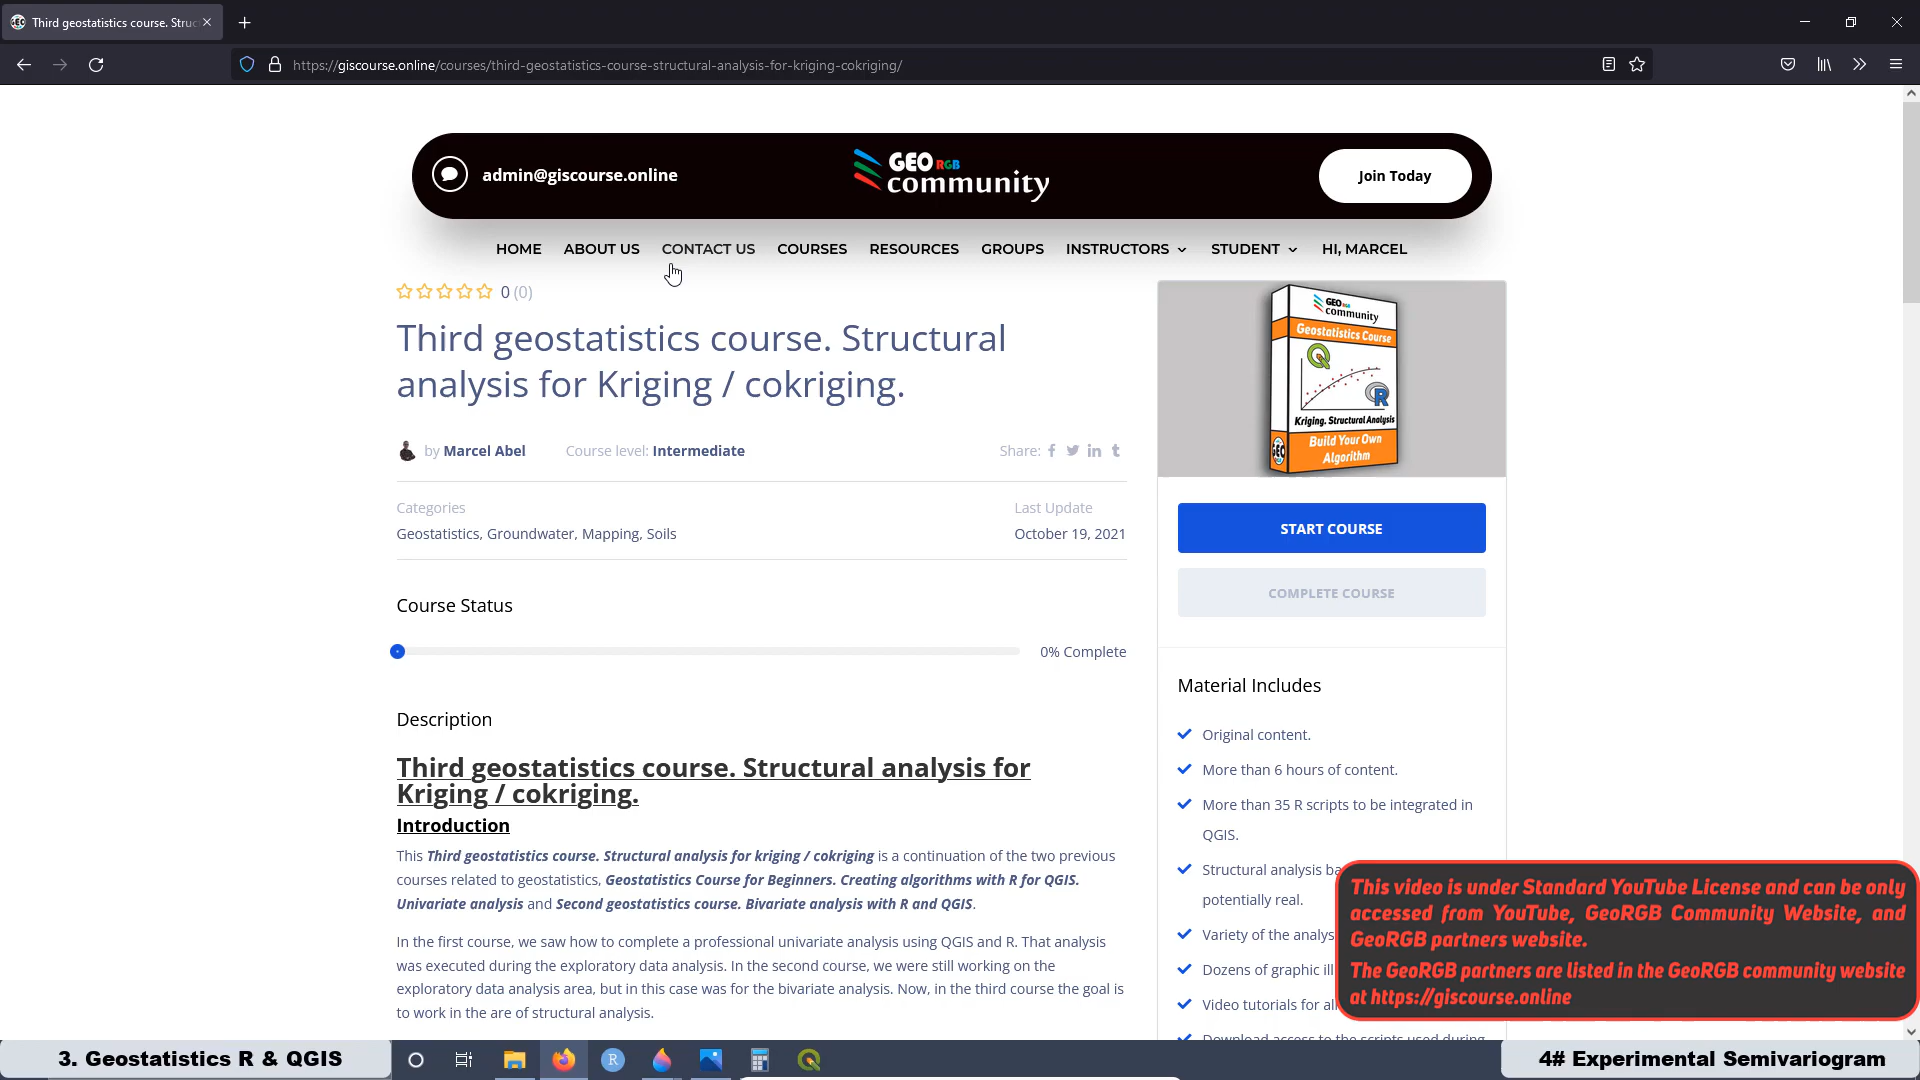 Third geostatistics course. Struc
https://giscourse.online/courses/third-geostatistics-course-structural-analysis-for-kriging-cokriging/
admin@giscourse.online
GEO RGB
community
Join Today
HOME ABOUT US CONTACT US COURSES RESOURCES GROUPS INSTRUCTORS STUDENT HI, MARCEL
0 (0)
Third geostatistics course. Structural
analysis for Kriging / cokriging.
by Marcel Abel Course level: Intermediate Share:
Categories Last Update
Geostatistics, Groundwater, Mapping, Soils October 19, 2021
Course Status
0% Complete
Description
Third geostatistics course. Structural analysis for
Kriging / cokriging.
Introduction
This Third geostatistics course. Structural analysis for kriging / cokriging is a continuation of the two previous
courses related to geostatistics, Geostatistics Course for Beginners. Creating algorithms with R for QGIS.
Univariate analysis and Second geostatistics course. Bivariate analysis with R and QGIS.
In the first course, we saw how to complete a professional univariate analysis using QGIS and R. That analysis
was executed during the exploratory data analysis. In the second course, we were still working on the
exploratory data analysis area, but in this case was for the bivariate analysis. Now, in the third course the goal is
to work in the are of structural analysis.
GEO RGB
community
Geostatistics Course
Kriging. Structural Analysis
Build Your Own
Algorithm
START COURSE
COMPLETE COURSE
Material Includes
Original content.
More than 6 hours of content.
More than 35 R scripts to be integrated in
QGIS.
Structural analysis ba
potentially real.
Variety of the analys
Dozens of graphic ill
Video tutorials for al
Download access to the scripts used during
This video is under Standard YouTube License and can be only
accessed from YouTube, GeoRGB Community Website, and
GeoRGB partners website.
The GeoRGB partners are listed in the GeoRGB community website
at https://giscourse.online
3. Geostatistics R & QGIS
4# Experimental Semivariogram